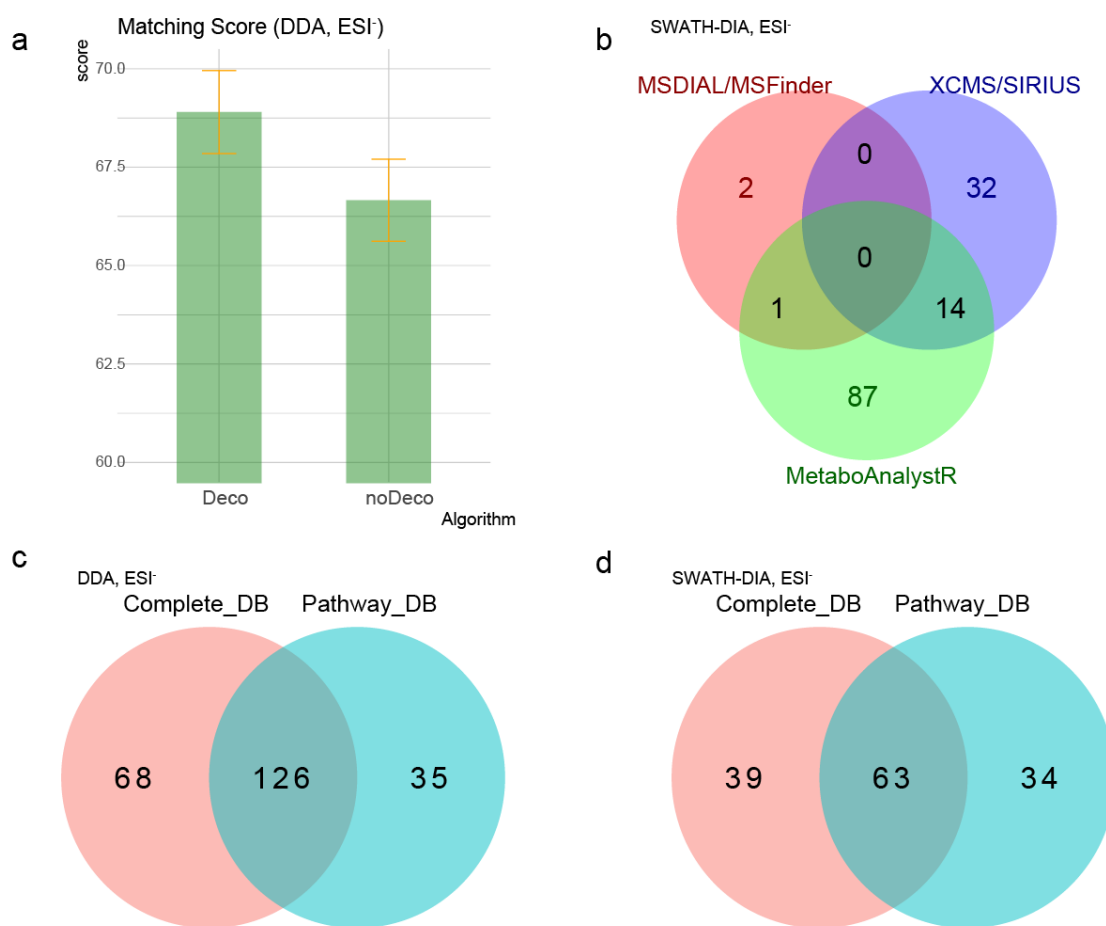 a
Matching Score (DDA, ESI⁻)
score
70.0
67.5
65.0
62.5
60.0
Deco noDeco
Algorithm
b
SWATH-DIA, ESI⁻
MSDIAL/MSFinder XCMS/SIRIUS
0
2 32
0
1 14
87
MetaboAnalystR
c
DDA, ESI⁻
Complete_DB Pathway_DB
68 126 35
d
SWATH-DIA, ESI⁻
Complete_DB Pathway_DB
39 63 34